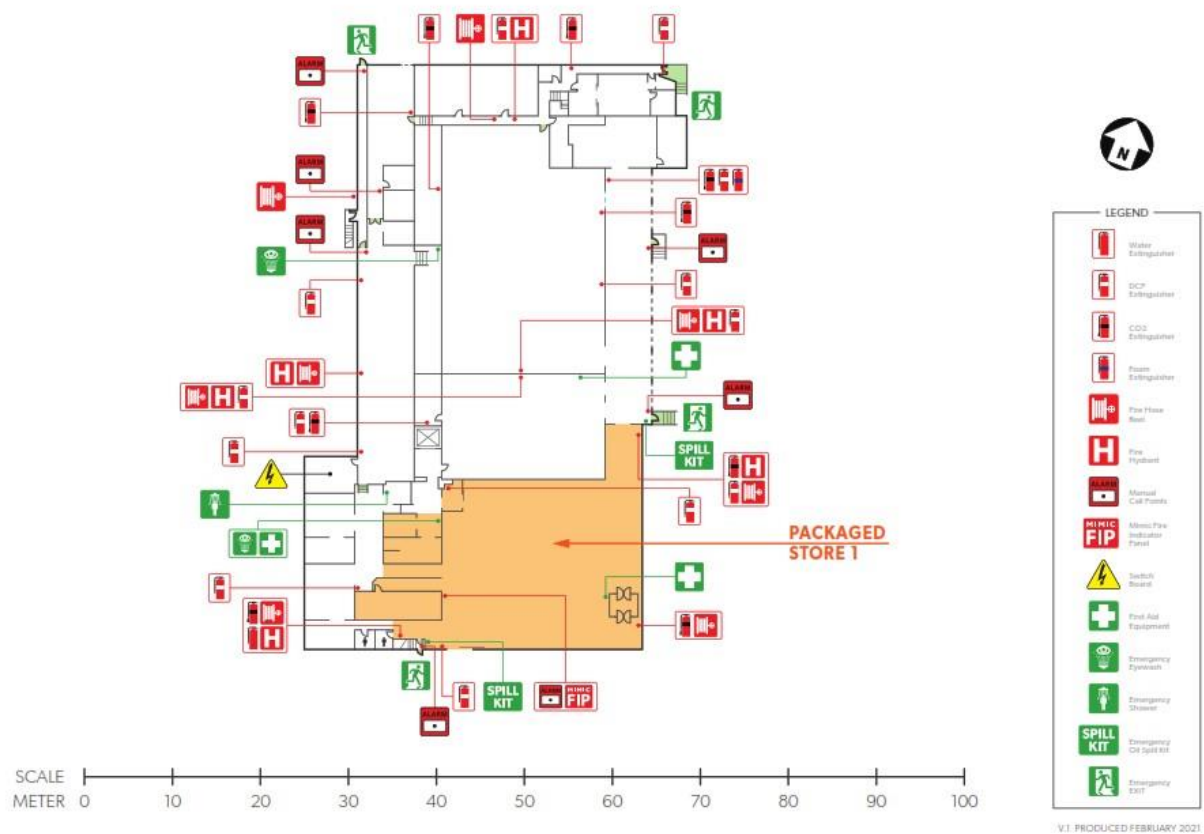 H
ALARM
ALARM
ALARM
ALARM
H
H
H
ALARM
SPILL
KIT
H
PACKAGED
STORE 1
H
SPILL
KIT
ALARM
MIMIC
FIP
ALARM
SCALE
METER 0 10 20 30 40 50 60 70 80 90 100
N
LEGEND
Water
Extinguisher
DCP
Extinguisher
CO2
Extinguisher
Foam
Extinguisher
Fire Hose
Reel
H
Fire
Hydrant
ALARM
Manual
Call Points
MIMIC
FIP
Mimic Fire
Indicator
Panel
Switch
Board
First Aid
Equipment
Emergency
Eyewash
Emergency
Shower
SPILL
KIT
Emergency
Oil Spill Kit
Emergency
EXIT
V.1 PRODUCED FEBRUARY 2021